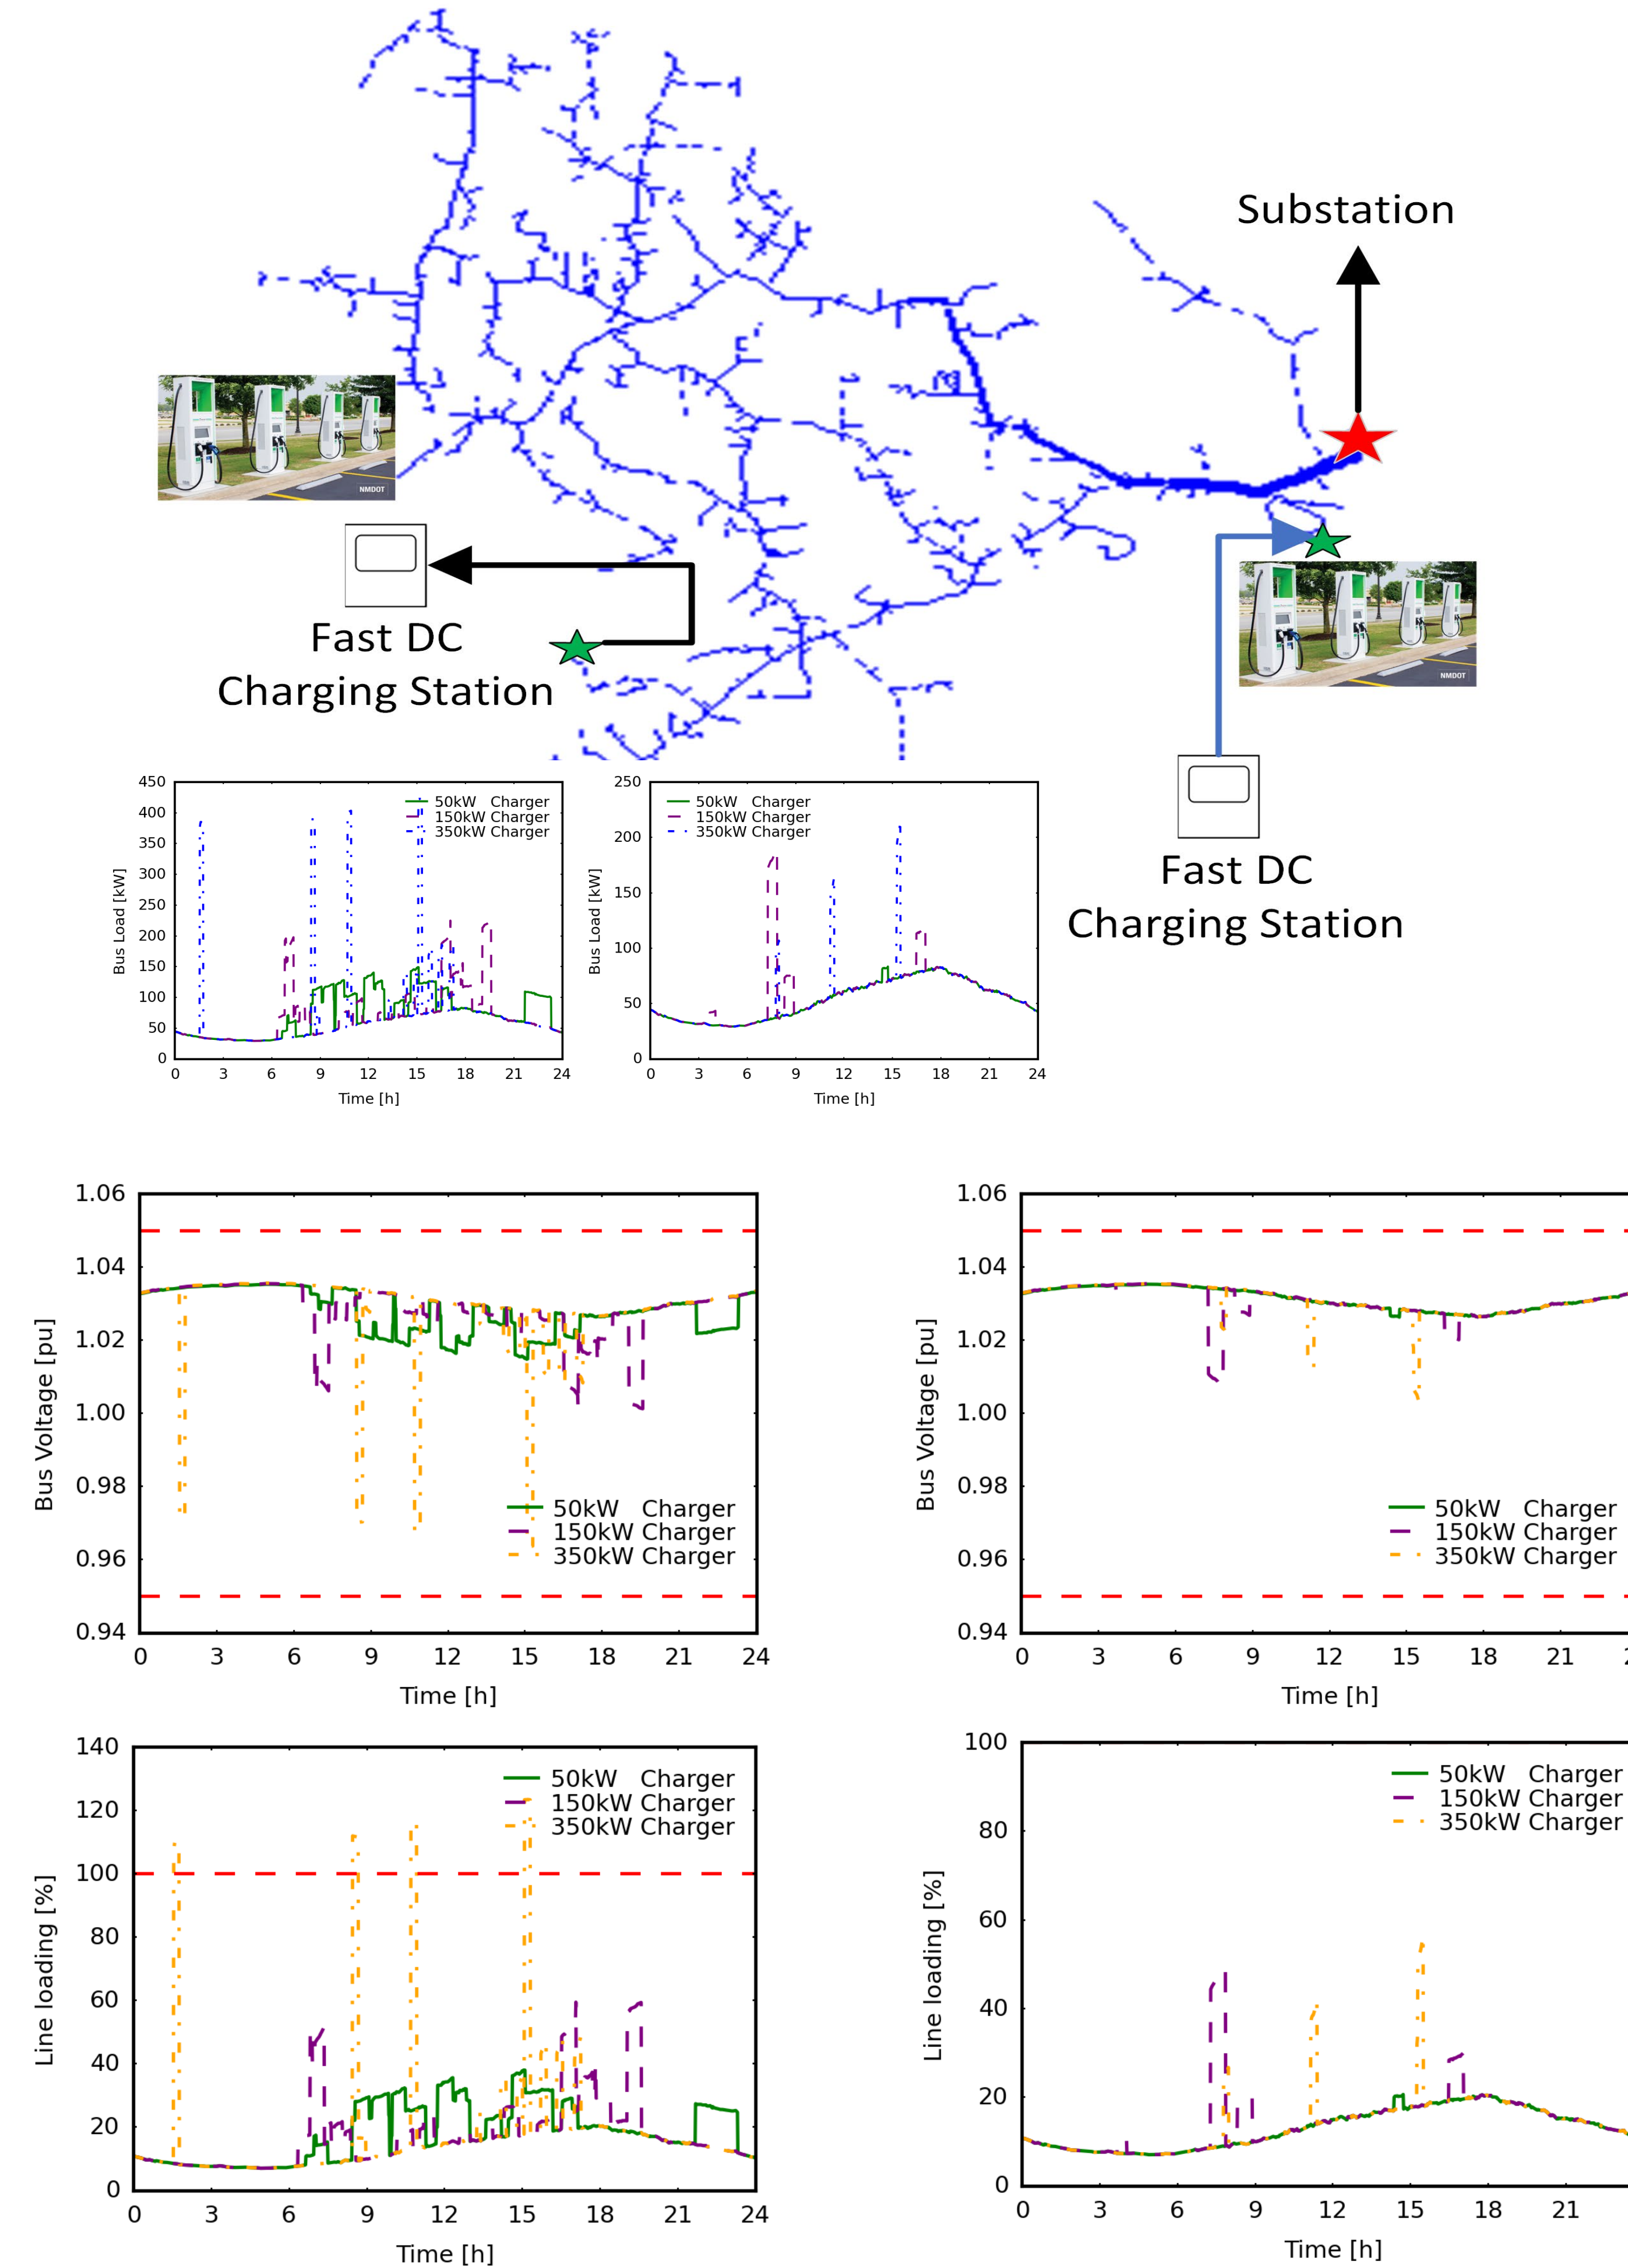 Substation
NMDOT
Fast DC
Charging Station
NMDOT
Fast DC
Charging Station
450
400
350
300
250
200
150
100
50
0
Bus Load [kW]
50kW Charger
150kW Charger
350kW Charger
0 3 6 9 12 15 18 21 24
Time [h]
250
200
150
100
50
0
Bus Load [kW]
50kW Charger
150kW Charger
350kW Charger
0 3 6 9 12 15 18 21 24
Time [h]
1.06
1.04
1.02
1.00
0.98
0.96
0.94
Bus Voltage [pu]
50kW Charger
150kW Charger
350kW Charger
0 3 6 9 12 15 18 21 24
Time [h]
1.06
1.04
1.02
1.00
0.98
0.96
0.94
Bus Voltage [pu]
50kW Charger
150kW Charger
350kW Charger
0 3 6 9 12 15 18 21
Time [h]
140
120
100
80
60
40
20
0
Line loading [%]
50kW Charger
150kW Charger
350kW Charger
0 3 6 9 12 15 18 21 24
Time [h]
100
80
60
40
20
0
Line loading [%]
50kW Charger
150kW Charger
350kW Charger
0 3 6 9 12 15 18 21
Time [h]